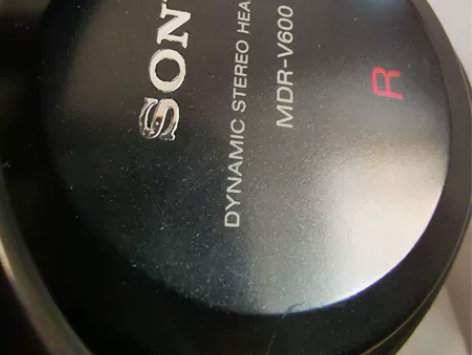 SONY
DYNAMIC STEREO HEA
MDR-V600
R